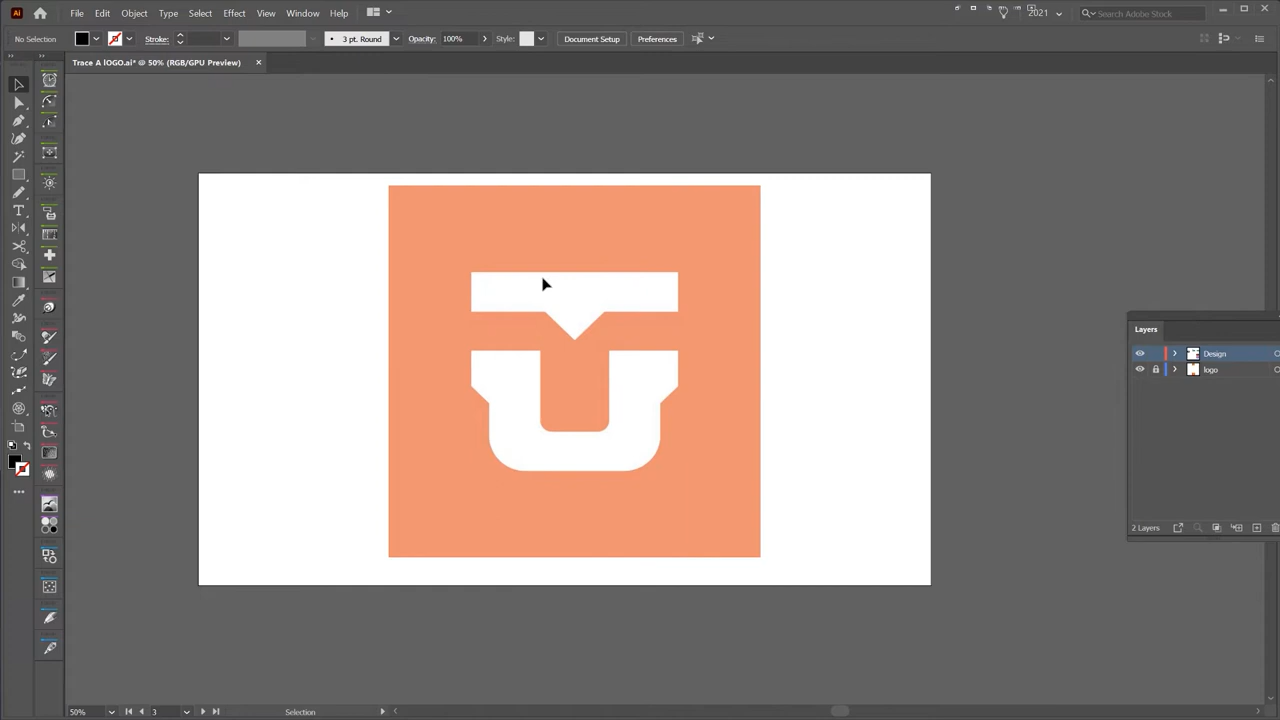 Ai File Edit Object Type Select Effect View Window Help 2021 Search Adobe Stock
No Selection Stroke: 3 pt. Round Opacity: 100% Style: Document Setup Preferences
Trace A lOGO.ai* @ 50% (RGB/GPU Preview)
Layers
Design
logo
2 Layers
50% 3 Selection